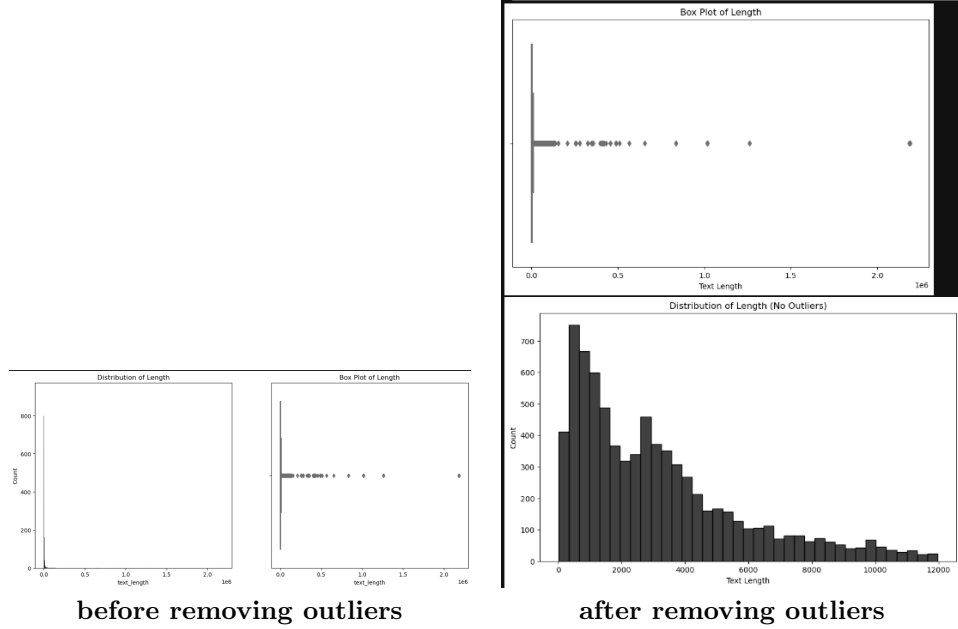 Box Plot of Length
0.0 0.5 1.0 1.5 2.0
Text Length
1e6
Distribution of Length (No Outliers)
700
600
500
400
300
200
100
0
Count
0 2000 4000 6000 8000 10000 12000
Text Length
Distribution of Length
800
600
400
200
0
Count
0.0 0.5 1.0 1.5 2.0
1e6
text_length
Box Plot of Length
0.0 0.5 1.0 1.5 2.0
1e6
text_length
before removing outliers
after removing outliers